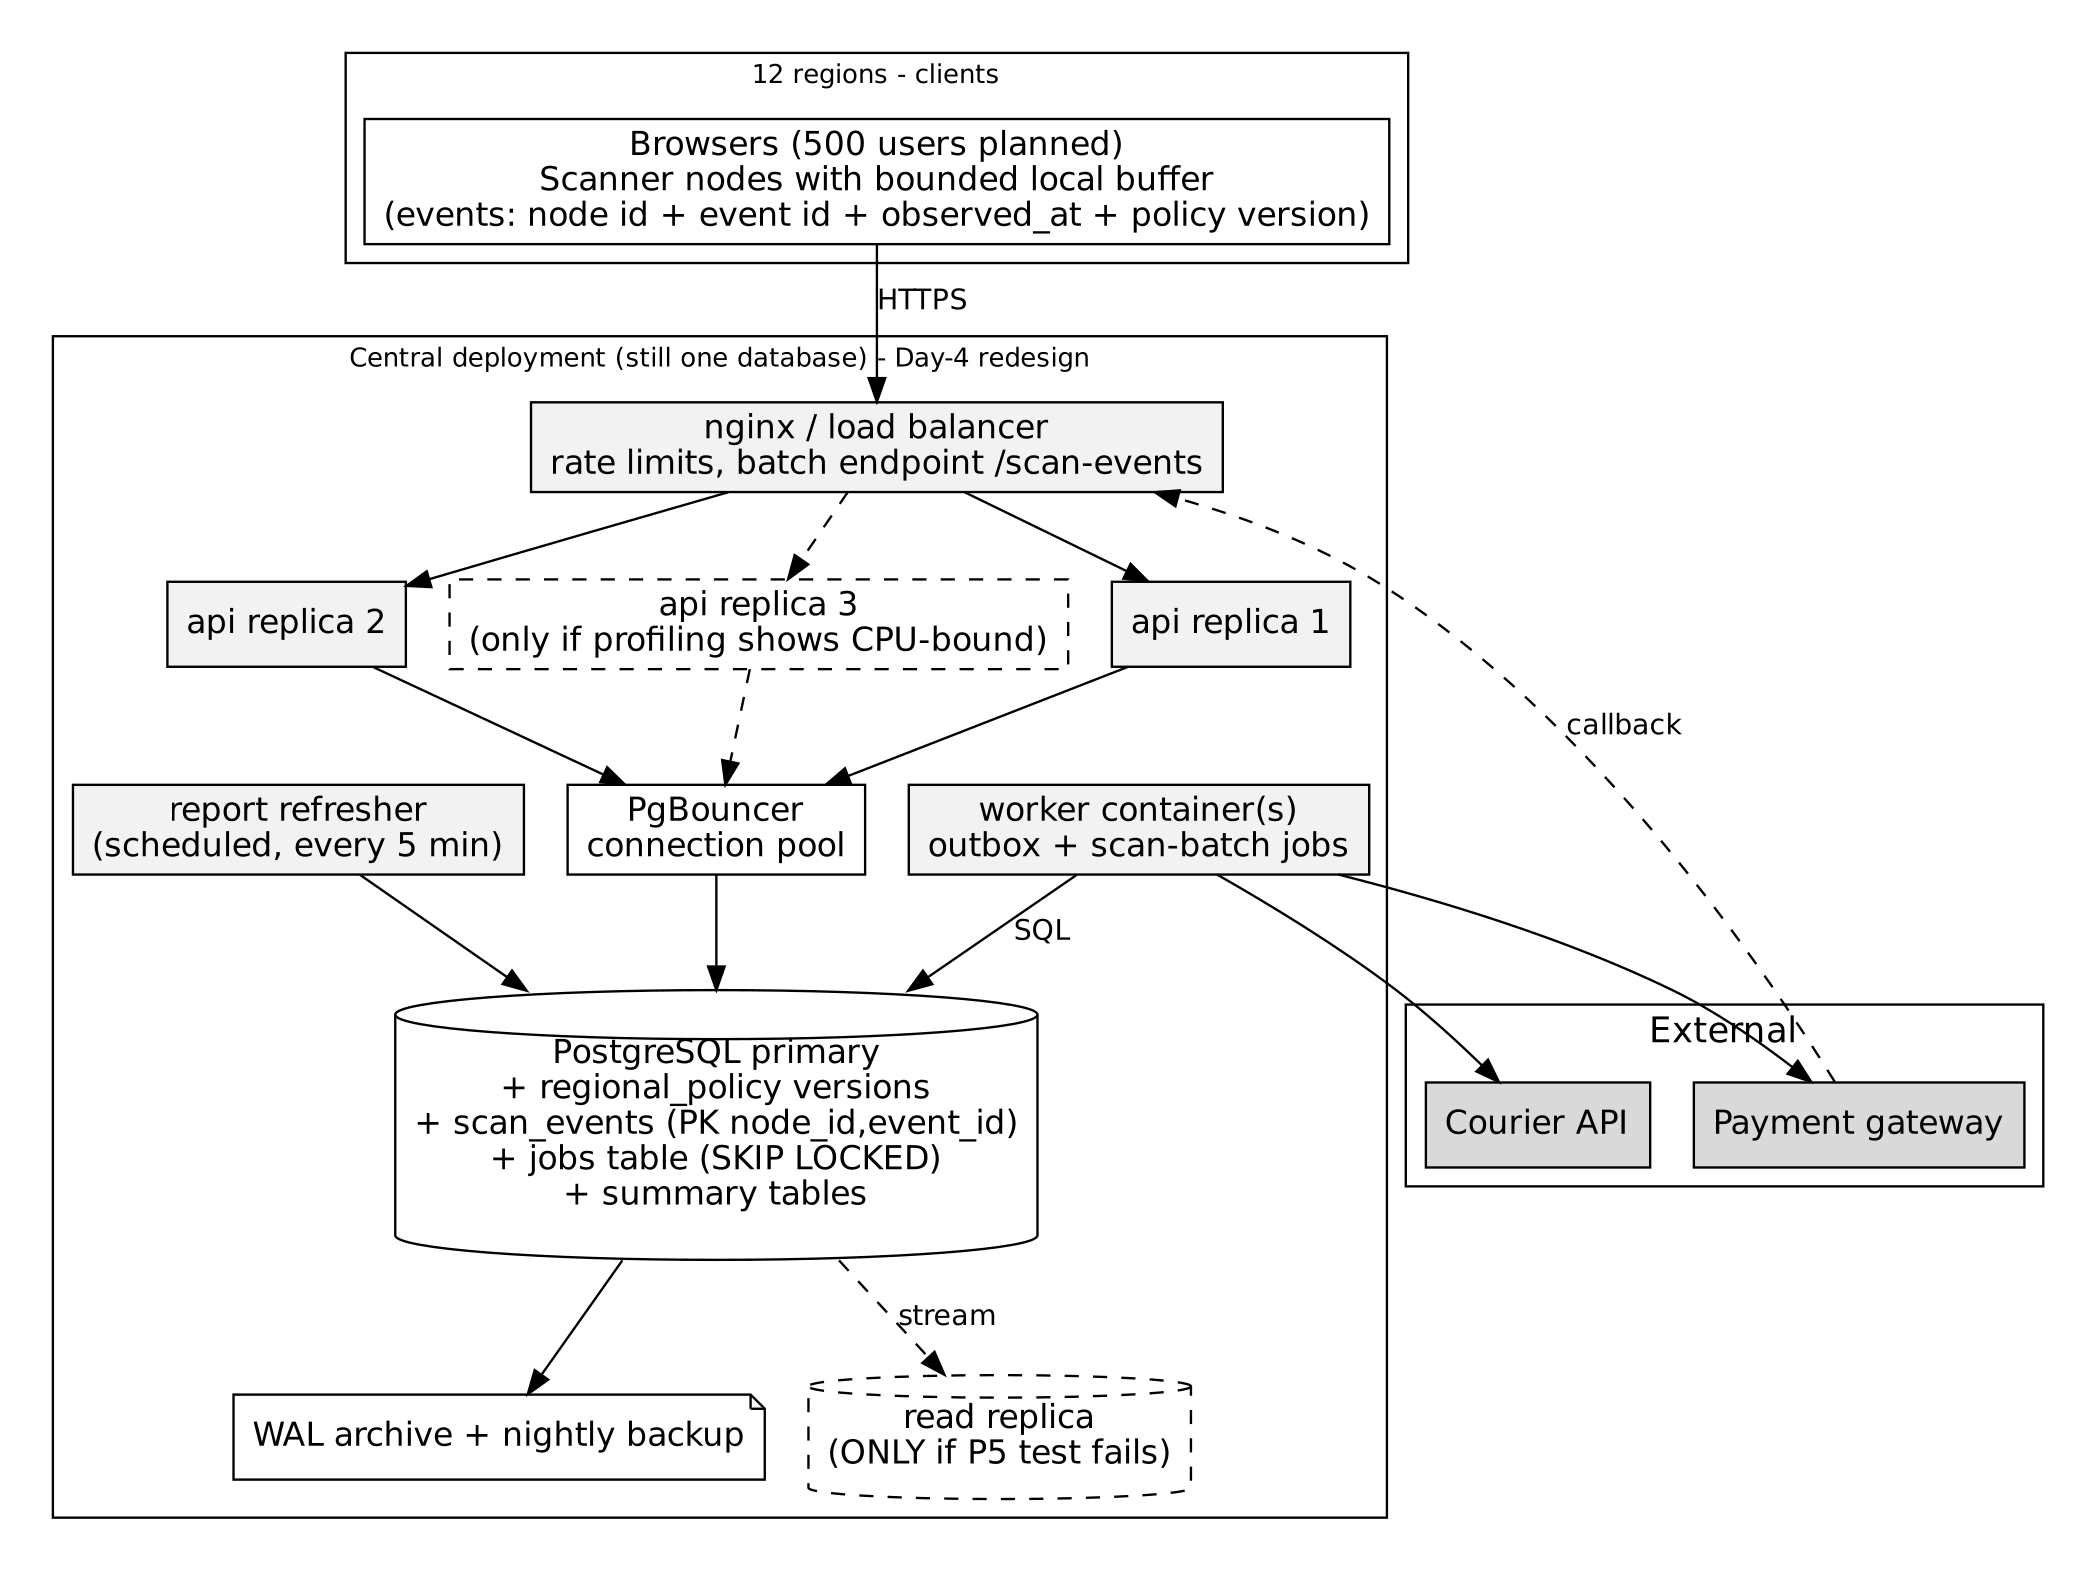 12 regions - clients
Browsers (500 users planned)
Scanner nodes with bounded local buffer
(events: node id + event id + observed_at + policy version)
HTTPS
Central deployment (still one database) - Day-4 redesign
nginx / load balancer
rate limits, batch endpoint /scan-events
api replica 2
api replica 3
(only if profiling shows CPU-bound)
api replica 1
callback
report refresher
(scheduled, every 5 min)
PgBouncer
connection pool
worker container(s)
outbox + scan-batch jobs
SQL
External
Courier API
Payment gateway
PostgreSQL primary
+ regional_policy versions
+ scan_events (PK node_id,event_id)
+ jobs table (SKIP LOCKED)
+ summary tables
stream
WAL archive + nightly backup
read replica
(ONLY if P5 test fails)